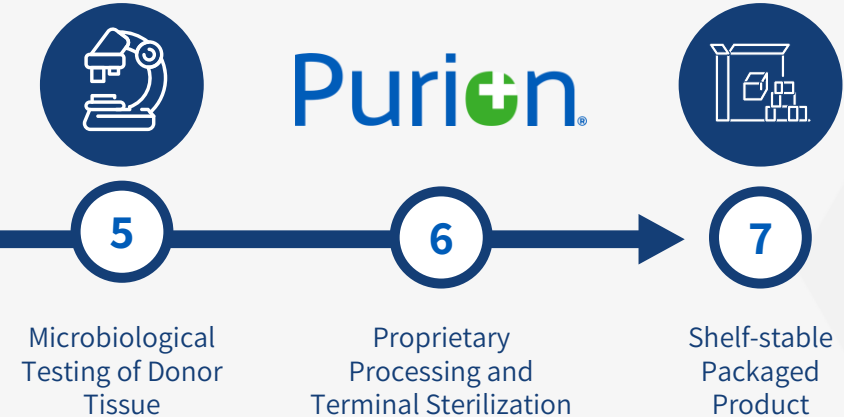 Purion®
5
6
7
Microbiological
Testing of Donor
Tissue
Proprietary
Processing and
Terminal Sterilization
Shelf-stable
Packaged
Product